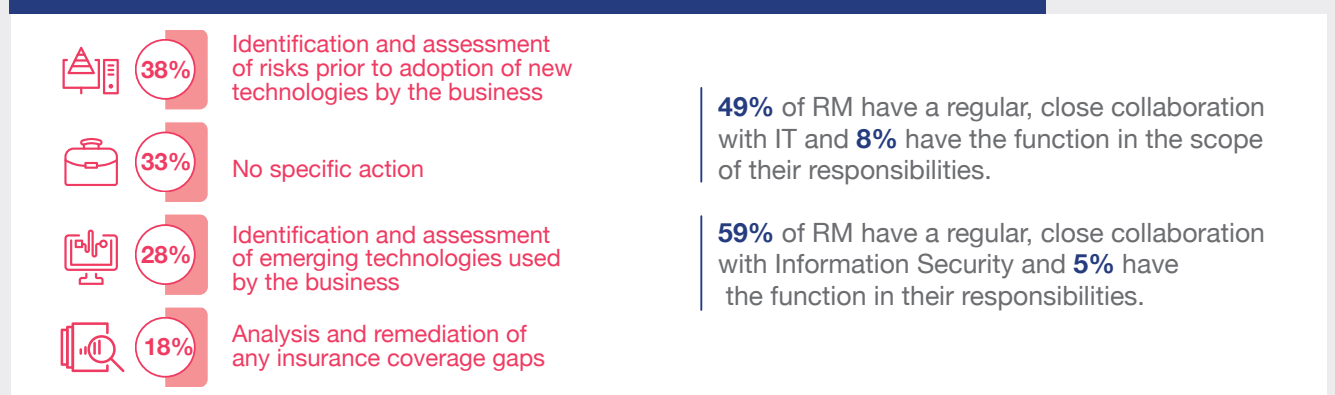 38%
Identification and assessment
of risks prior to adoption of new
technologies by the business
33%
No specific action
28%
Identification and assessment
of emerging technologies used
by the business
18%
Analysis and remediation of
any insurance coverage gaps
49% of RM have a regular, close collaboration
with IT and 8% have the function in the scope
of their responsibilities.
59% of RM have a regular, close collaboration
with Information Security and 5% have
the function in their responsibilities.